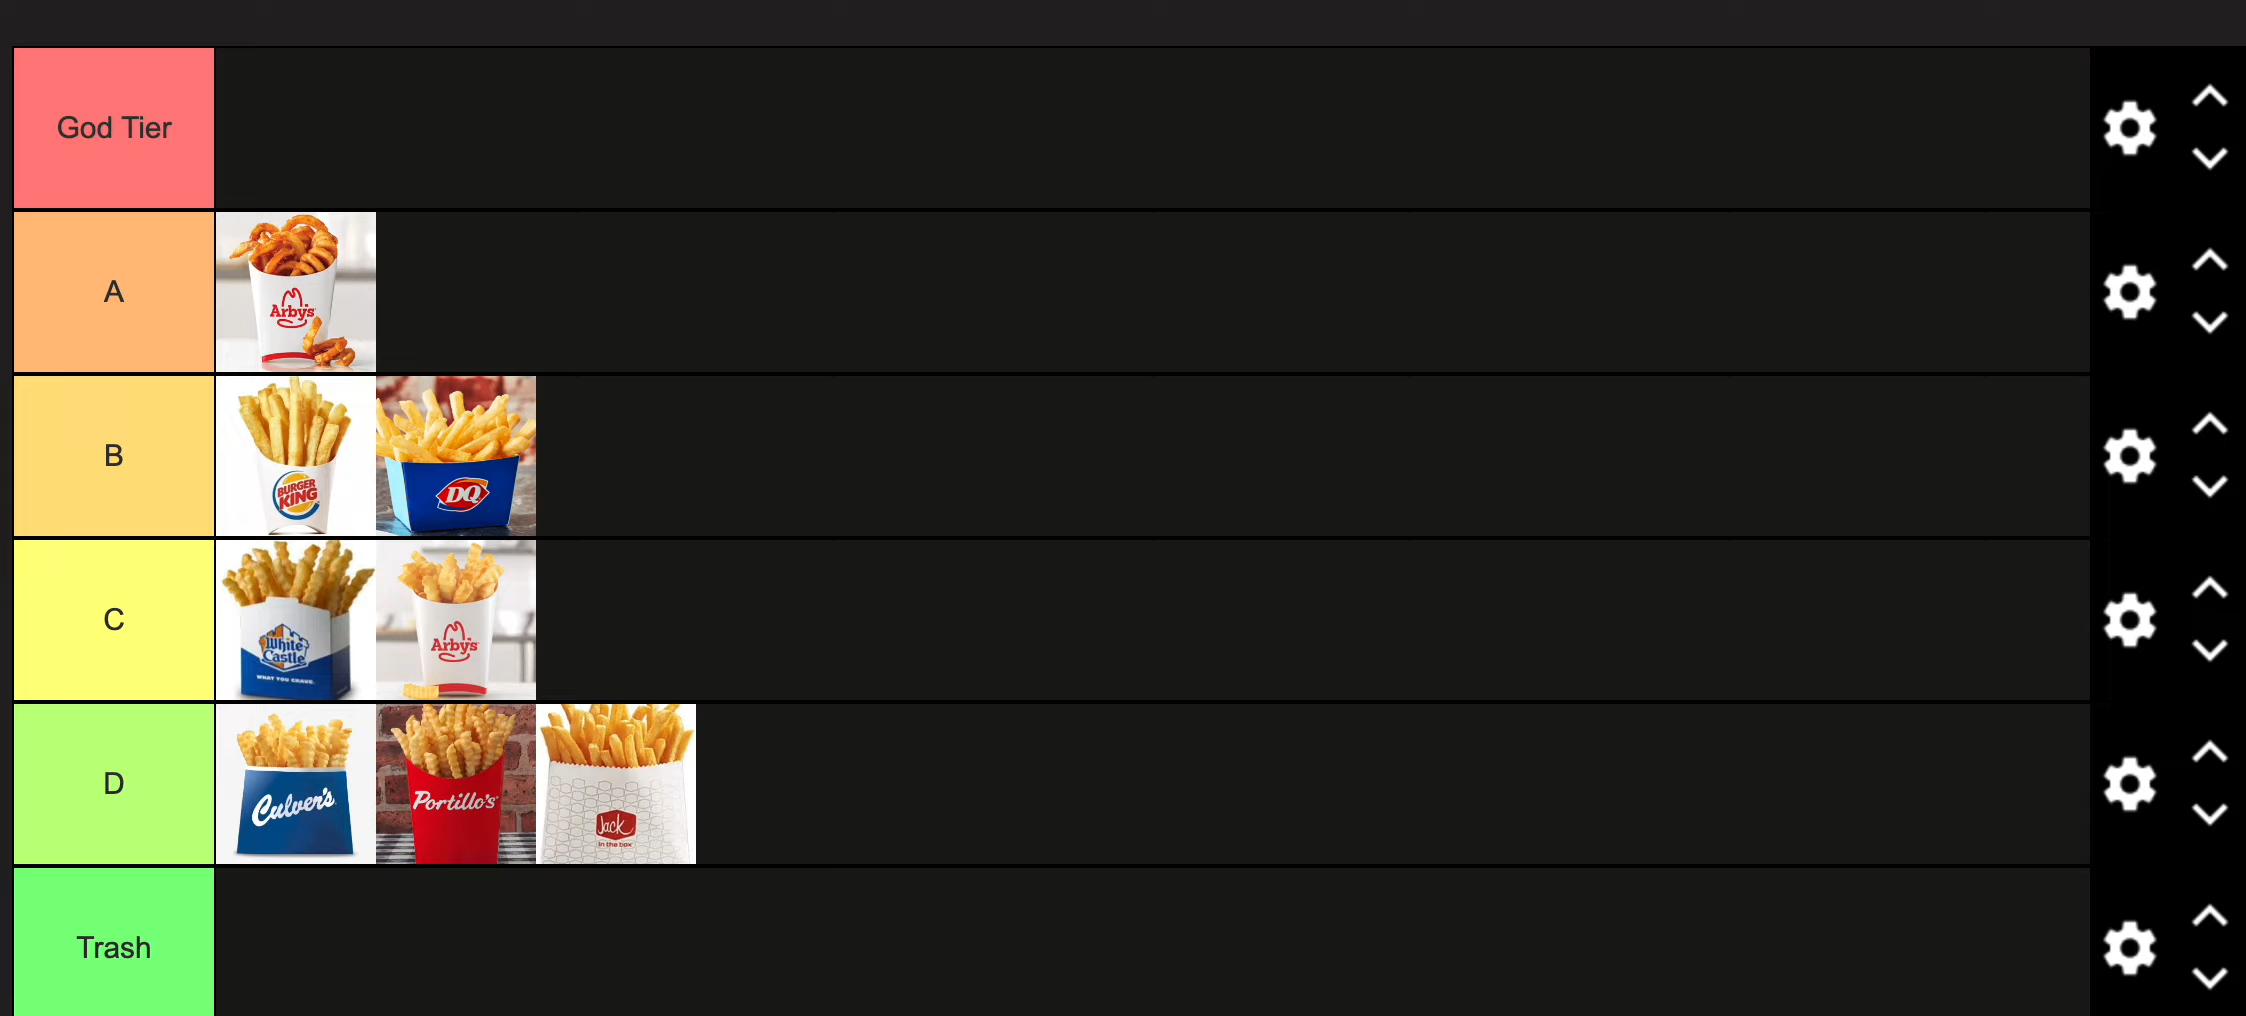 God Tier
A
Arby's
B
BURGER
KING
DQ
C
White
Castle
WHAT YOU CRAVE.
Arby's
D
Culver's
Portillo's
Jack
in the box
Trash